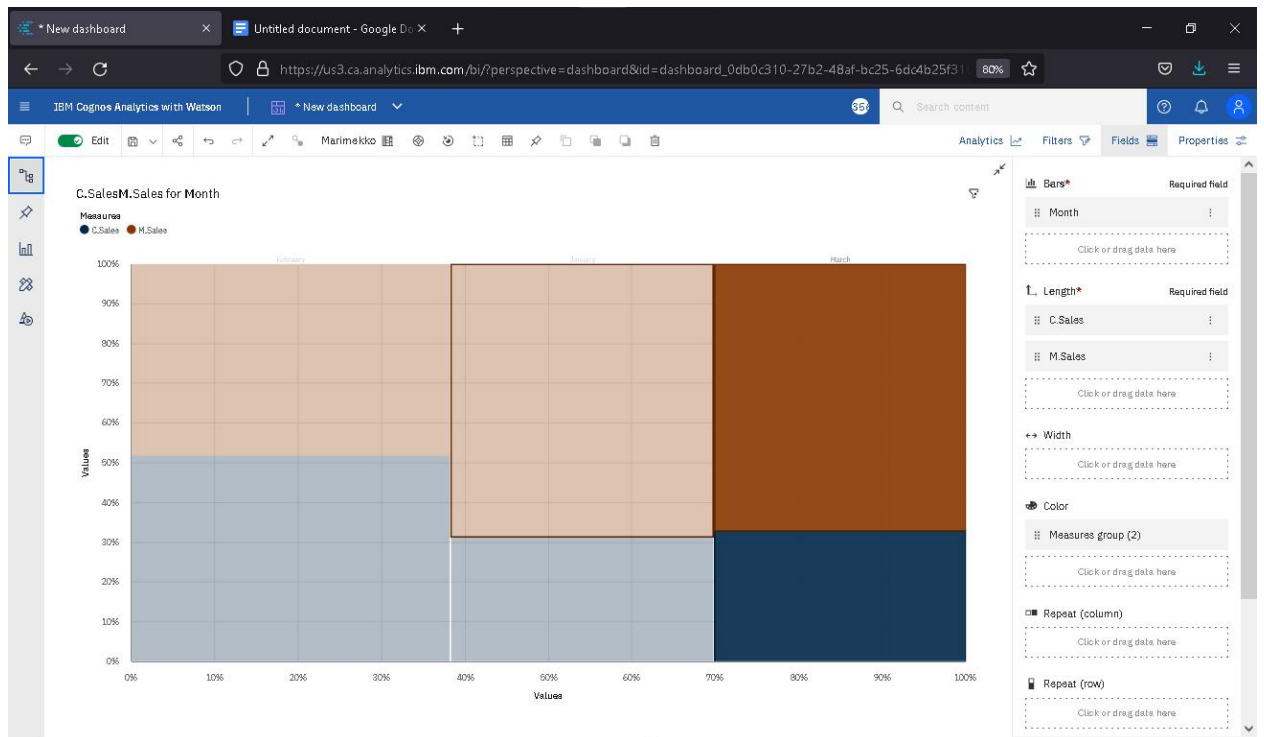 * New dashboard
Untitled document - Google Do
https://us3.ca.analytics.ibm.com/bi/?perspective=dashboard&id=dashboard_0db0c310-27b2-48af-bc25-6dc4b25f31
80%
IBM Cognos Analytics with Watson
* New dashboard
Search content
Edit
Marimekko
Analytics
Filters
Fields
Properties
C.SalesM.Sales for Month
Measures
C.Sales M.Sales
February January March
100%
90%
80%
70%
60%
50%
40%
30%
20%
10%
0%
Values
0% 10% 20% 30% 40% 50% 60% 70% 80% 90% 100%
Values
Bars* Required field
Month
Click or drag data here
Length* Required field
C.Sales
M.Sales
Click or drag data here
Width
Click or drag data here
Color
Measures group (2)
Click or drag data here
Repeat (column)
Click or drag data here
Repeat (row)
Click or drag data here